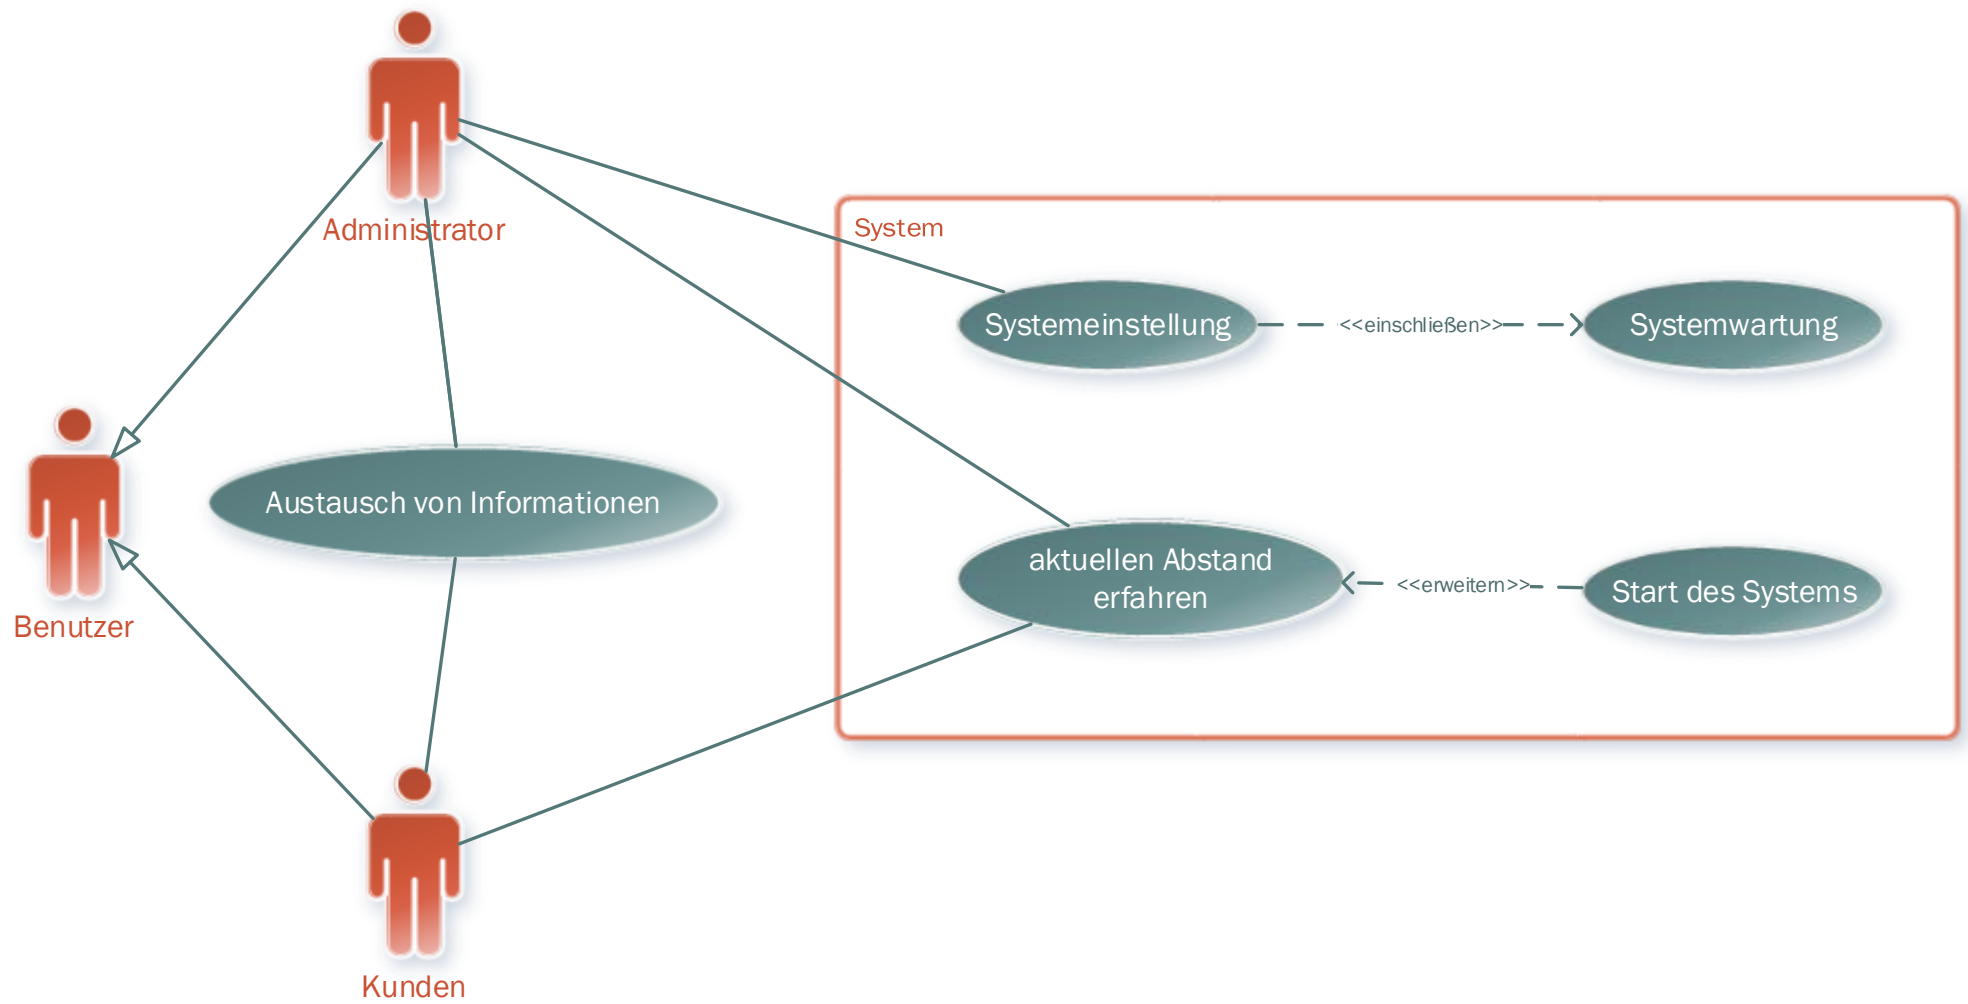 Administrator
System
Systemeinstellung
<<einschließen>>
Systemwartung
Austausch von Informationen
aktuellen Abstand
erfahren
<<erweitern>>
Start des Systems
Benutzer
Kunden